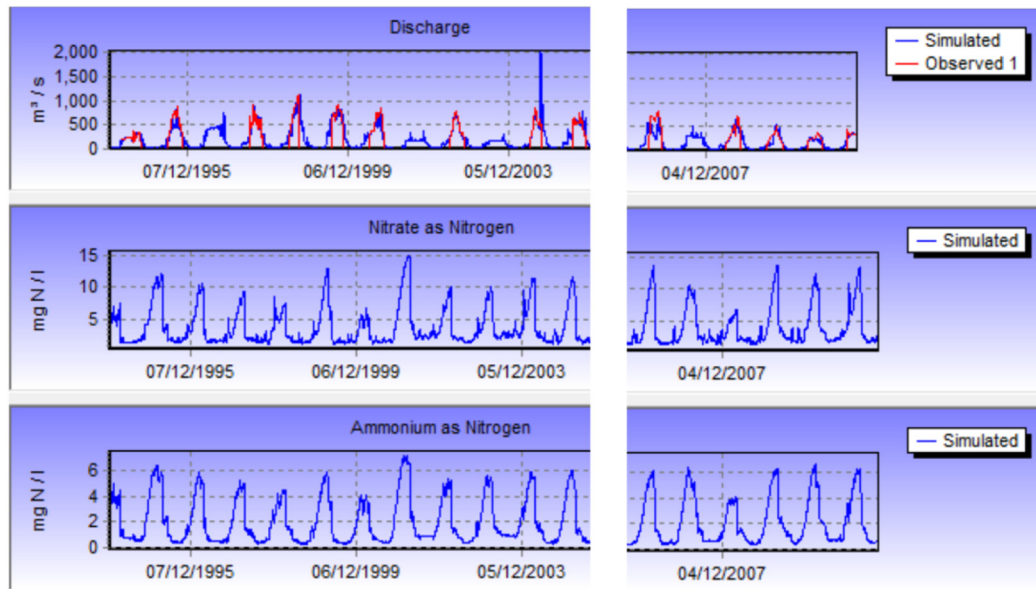 Discharge
Simulated
Observed 1
m³ / s
2,000
1,500
1,000
500
0
07/12/1995
06/12/1999
05/12/2003
04/12/2007
Nitrate as Nitrogen
Simulated
mg N / l
15
10
5
07/12/1995
06/12/1999
05/12/2003
04/12/2007
Ammonium as Nitrogen
Simulated
mg N / l
6
4
2
0
07/12/1995
06/12/1999
05/12/2003
04/12/2007